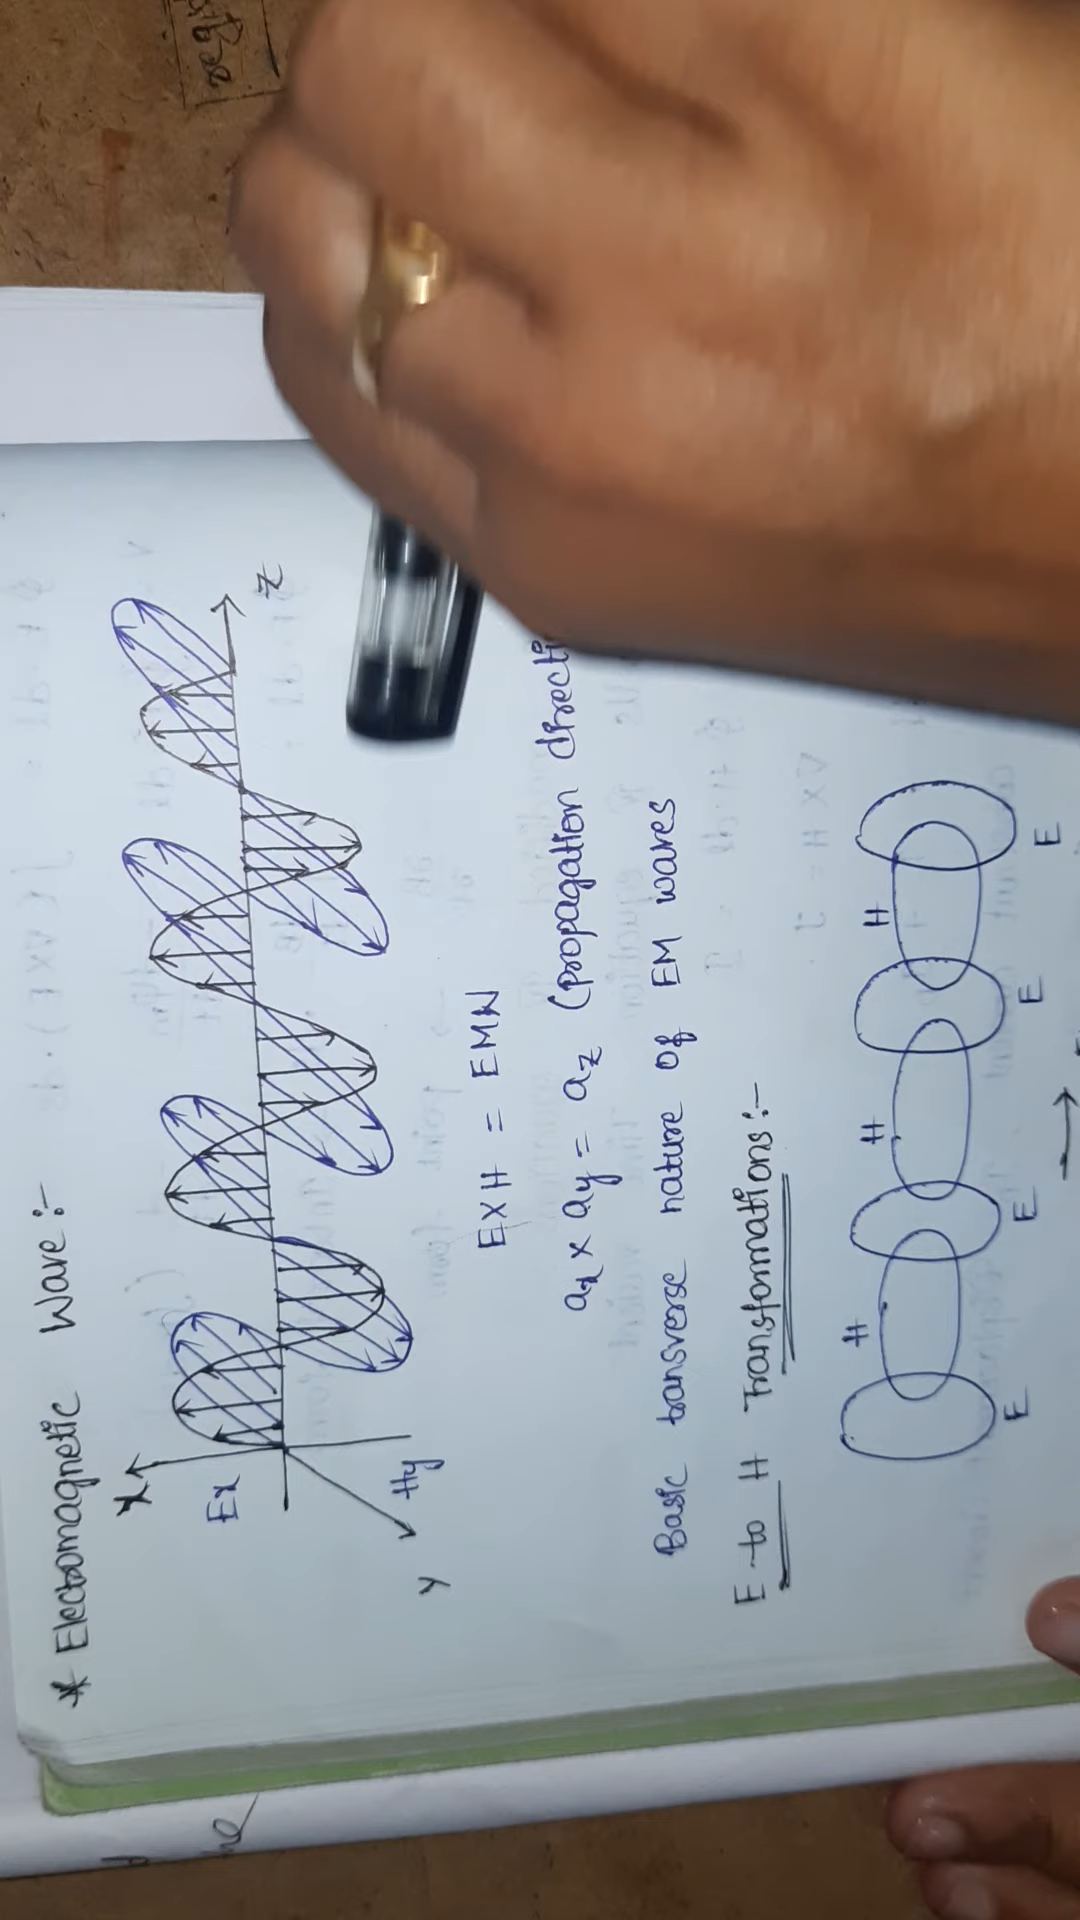 * Electromagnetic Wave :-
X
Ex
Z
Hy
Y
E x H = EMW
ax x ay = az (propagation directi
Basic transverse nature of EM waves
E to H Transformations :-
H H H
E E E E